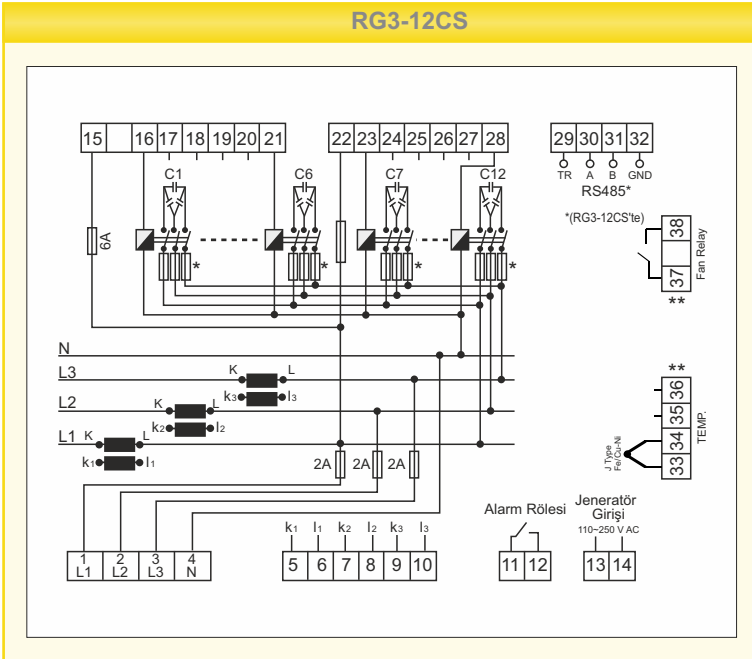 RG3-12CS
15 16 17 18 19 20 21 22 23 24 25 26 27 28 29 30 31 32
TR A B GND
RS485*
*(RG3-12CS'te)
C1 C6 C7 C12
6A
* *
38
37
Fan Relay
**
N
L3 K L
k3 l3
L2 K L
k2 l2
L1 K L
k1 l1
2A 2A 2A
**
36
35
34
33
TEMP.
J Type
Fe/Cu-Ni
Alarm Rölesi
Jeneratör
Girişi
110~250 V AC
k1 l1 k2 l2 k3 l3
1 2 3 4
L1 L2 L3 N
5 6 7 8 9 10
11 12
13 14